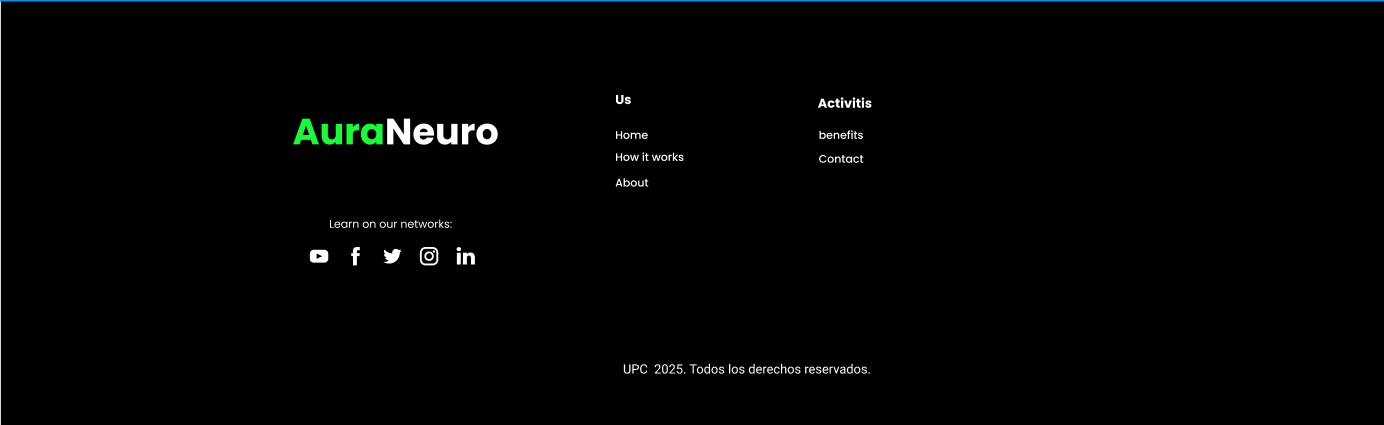 AuraNeuro
Learn on our networks:
Us
Home
How it works
About
Activitis
benefits
Contact
UPC 2025. Todos los derechos reservados.